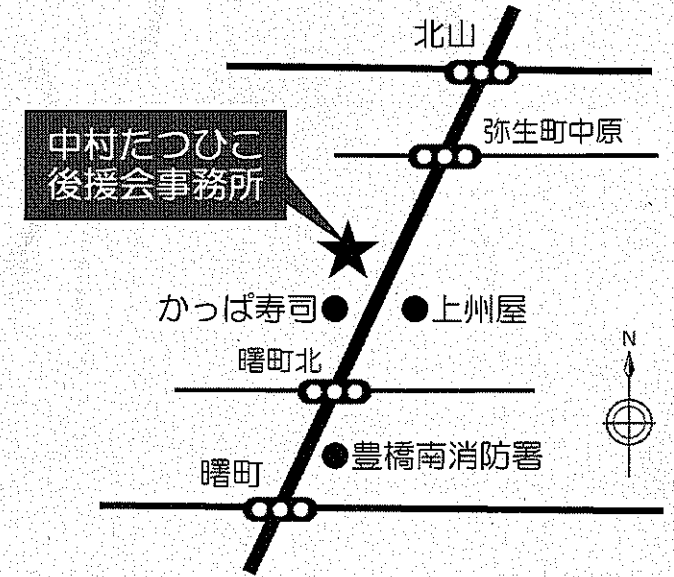 北山
弥生町中原
中村たつひこ
後援会事務所
かっぱ寿司
上州屋
曙町北
N
豊橋南消防署
曙町